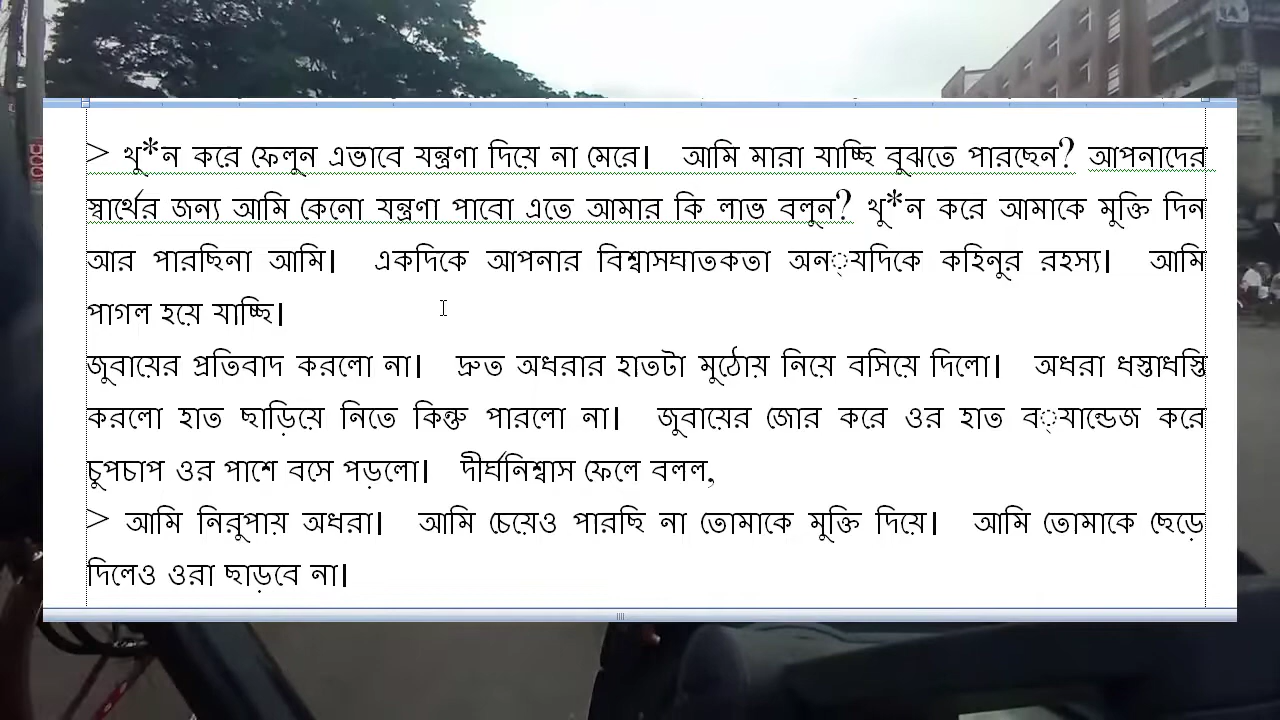 > খু*ন করে ফেলুন এভাবে যন্ত্রণা দিয়ে না মেরে। আমি মারা যাচ্ছি বুঝতে পারছেন? আপনাদের
স্বার্থের জন্য আমি কেনো যন্ত্রণা পাবো এতে আমার কি লাভ বলুন? খু*ন করে আমাকে মুক্তি দিন
আর পারছিনা আমি। একদিকে আপনার বিশ্বাসঘাতকতা অন্যদিকে কহিনুর রহস্য। আমি
পাগল হয়ে যাচ্ছি।
জুবায়ের প্রতিবাদ করলো না। দ্রুত অধরার হাতটা মুঠোয় নিয়ে বসিয়ে দিলো। অধরা ধস্তাধস্তি
করলো হাত ছাড়িয়ে নিতে কিন্তু পারলো না। জুবায়ের জোর করে ওর হাত ব্যান্ডেজ করে
চুপচাপ ওর পাশে বসে পড়লো। দীর্ঘনিশ্বাস ফেলে বলল,
> আমি নিরুপায় অধরা। আমি চেয়েও পারছি না তোমাকে মুক্তি দিয়ে। আমি তোমাকে ছেড়ে
দিলেও ওরা ছাড়বে না।